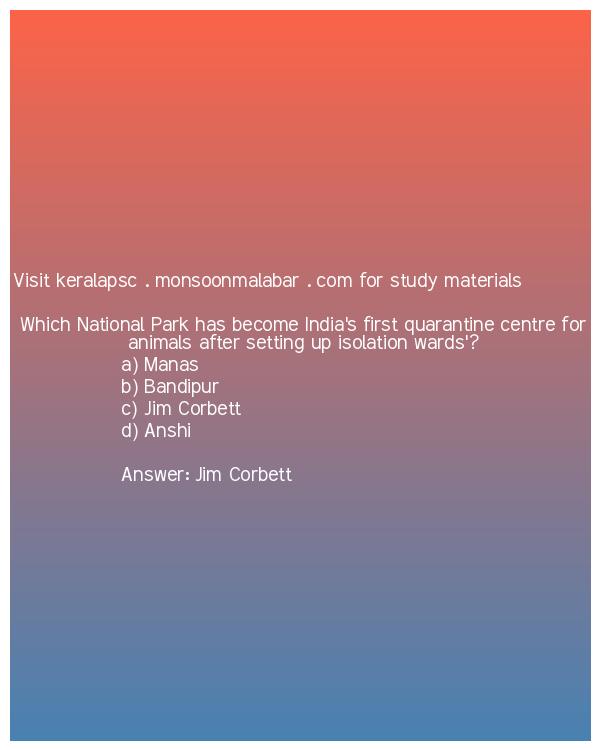 Visit keralapsc . monsoonmalabar . com for study materials
Which National Park has become India's first quarantine centre for
animals after setting up isolation wards'?
a) Manas
b) Bandipur
c) Jim Corbett
d) Anshi
Answer: Jim Corbett